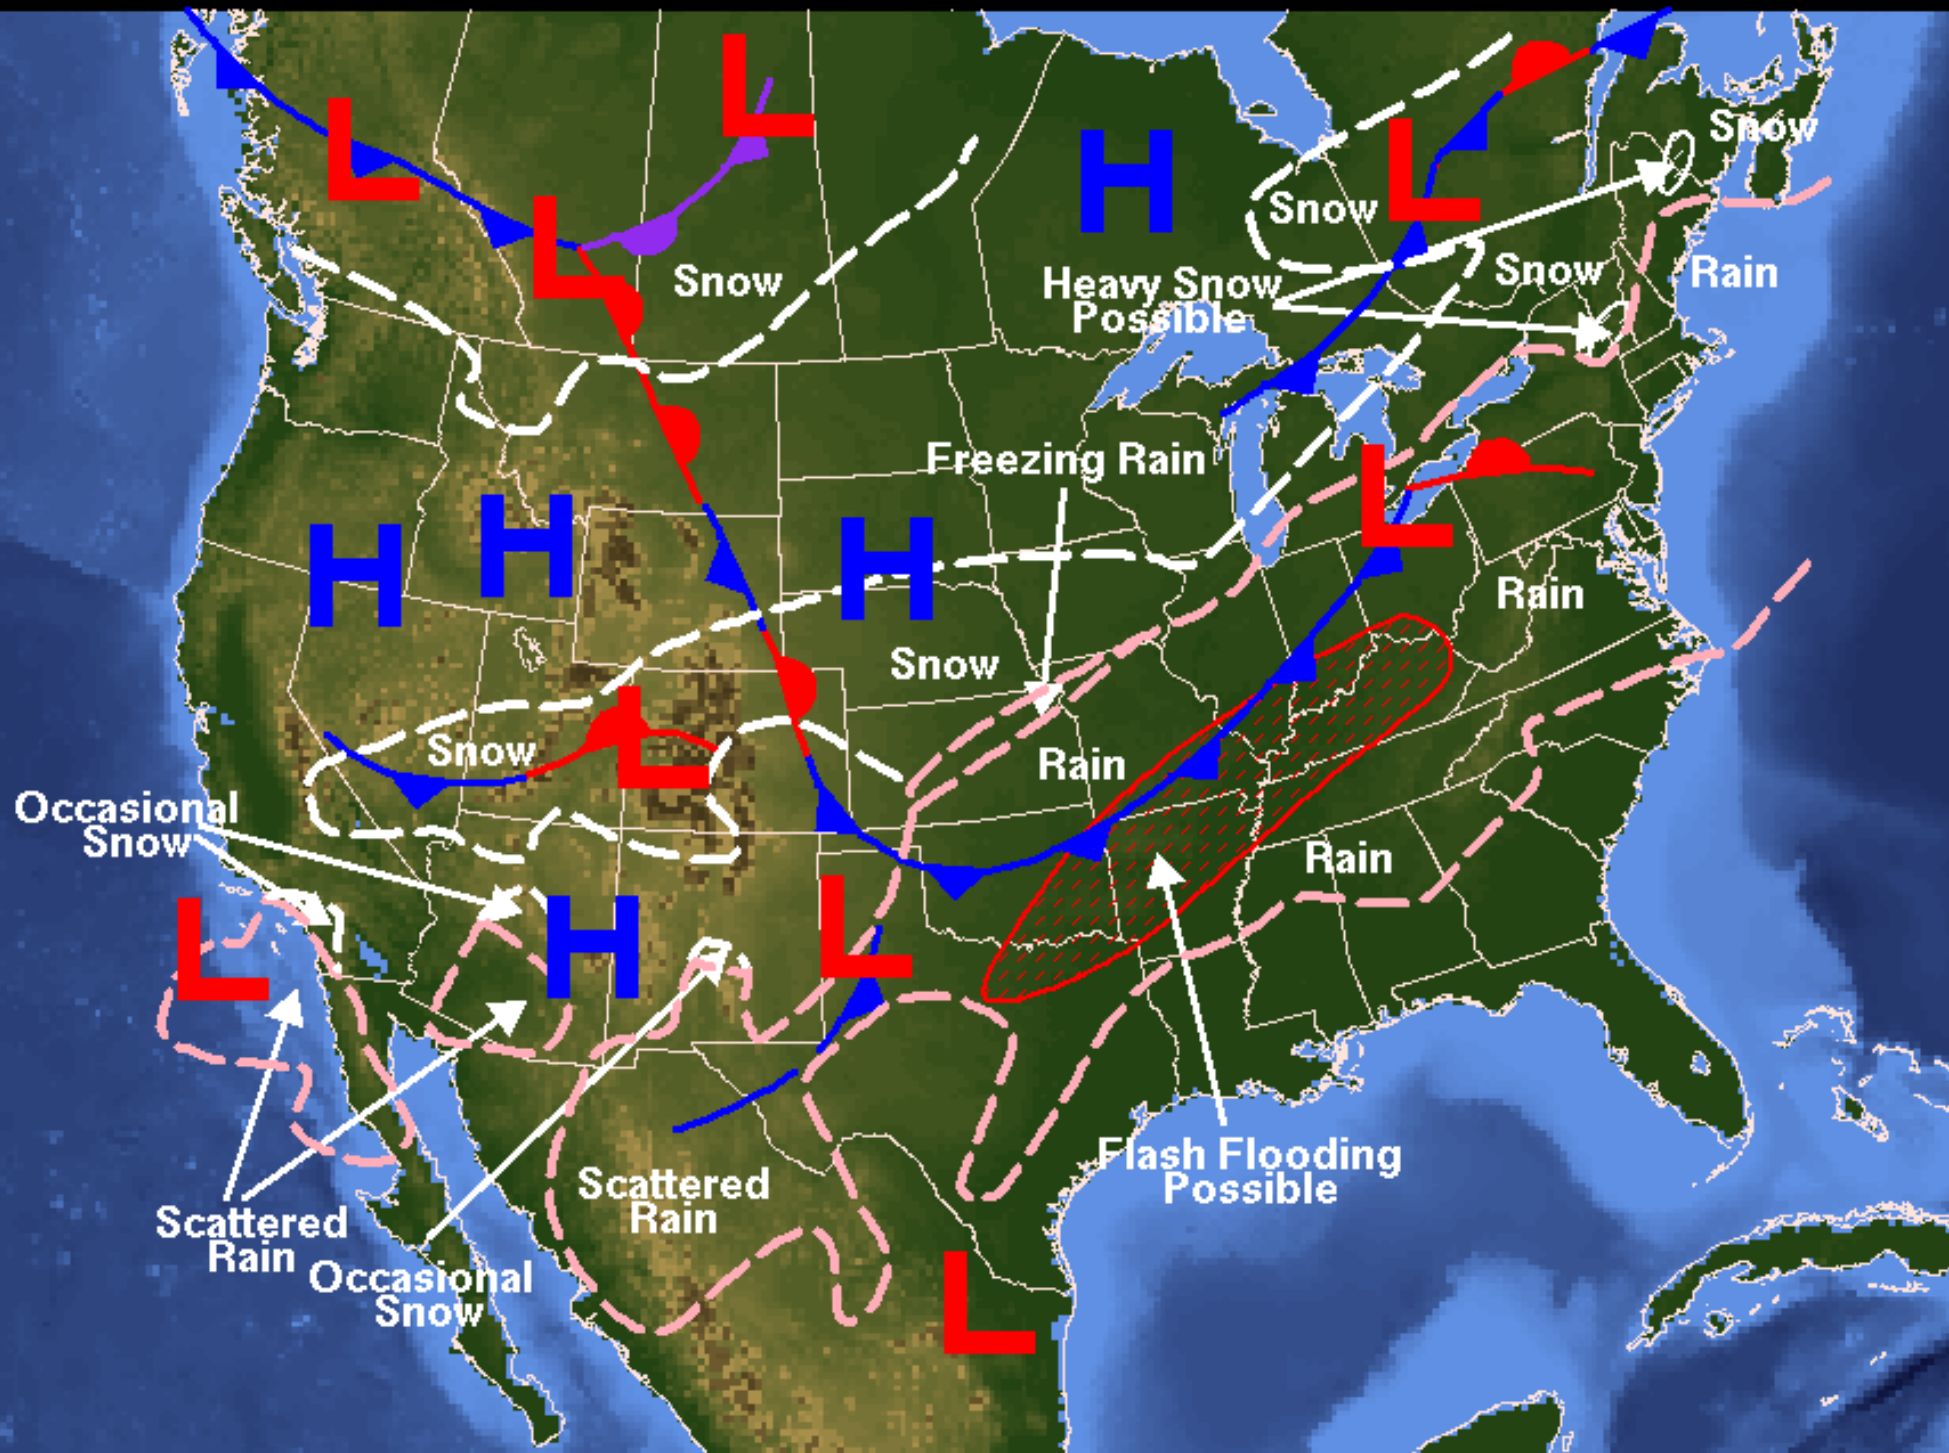 L
L
H
L
L
Snow
Snow
Snow
Heavy Snow
Possible
Snow
Rain
Freezing Rain
L
H
H
H
Rain
Snow
Snow
L
Rain
Occasional
Snow
Rain
L
H
L
Flash Flooding
Possible
Scattered
Rain
Scattered
Rain
Occasional
Snow
L